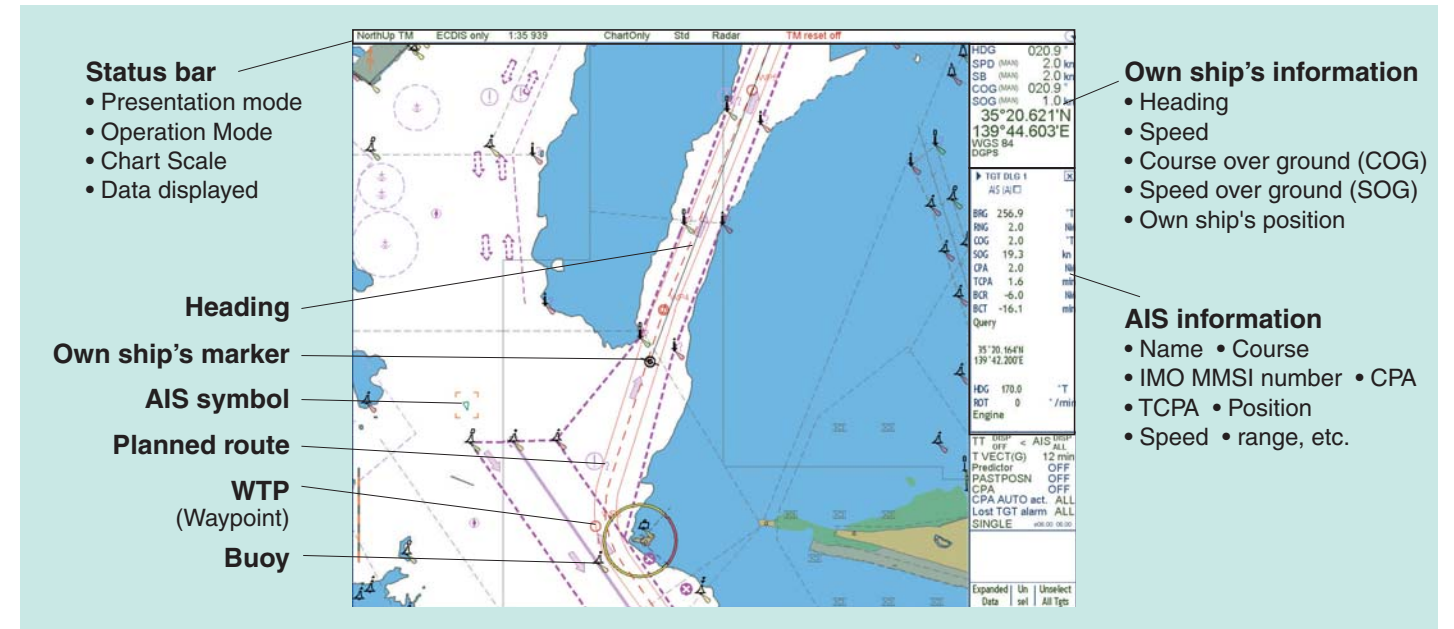 NorthUp TM ECDIS only 1:35 939 ChartOnly Std Radar TM reset off
Status bar
• Presentation mode
• Operation Mode
• Chart Scale
• Data displayed
Heading
Own ship's marker
AIS symbol
Planned route
WTP
(Waypoint)
Buoy
HDG 020.9 °
SPD (MAN) 2.0 kn
SB (MAN) 2.0 kn
COG (MAN) 020.9 °
SOG (MAN) 1.0 kn
35°20.621'N
139°44.603'E
WGS 84
DGPS
TGT DLG 1
AIS (A)
BRG 256.9 °T
RNG 2.0 NM
COG 2.0 °T
SOG 19.3 kn
CPA 2.0 NM
TCPA 1.6 min
BCR -6.0 NM
BCT -16.1 min
Query
35°20.164'N
139°42.200'E
HDG 170.0 °T
ROT 0 °/min
Engine
TT DISP OFF < AIS DISP ALL
T VECT(G) 12 min
Predictor OFF
PASTPOSN OFF
CPA OFF
CPA AUTO act. ALL
Lost TGT alarm ALL
SINGLE
Expanded Data
Un sel
Unselect All Tgts
Own ship's information
• Heading
• Speed
• Course over ground (COG)
• Speed over ground (SOG)
• Own ship's position
AIS information
• Name • Course
• IMO MMSI number • CPA
• TCPA • Position
• Speed • range, etc.